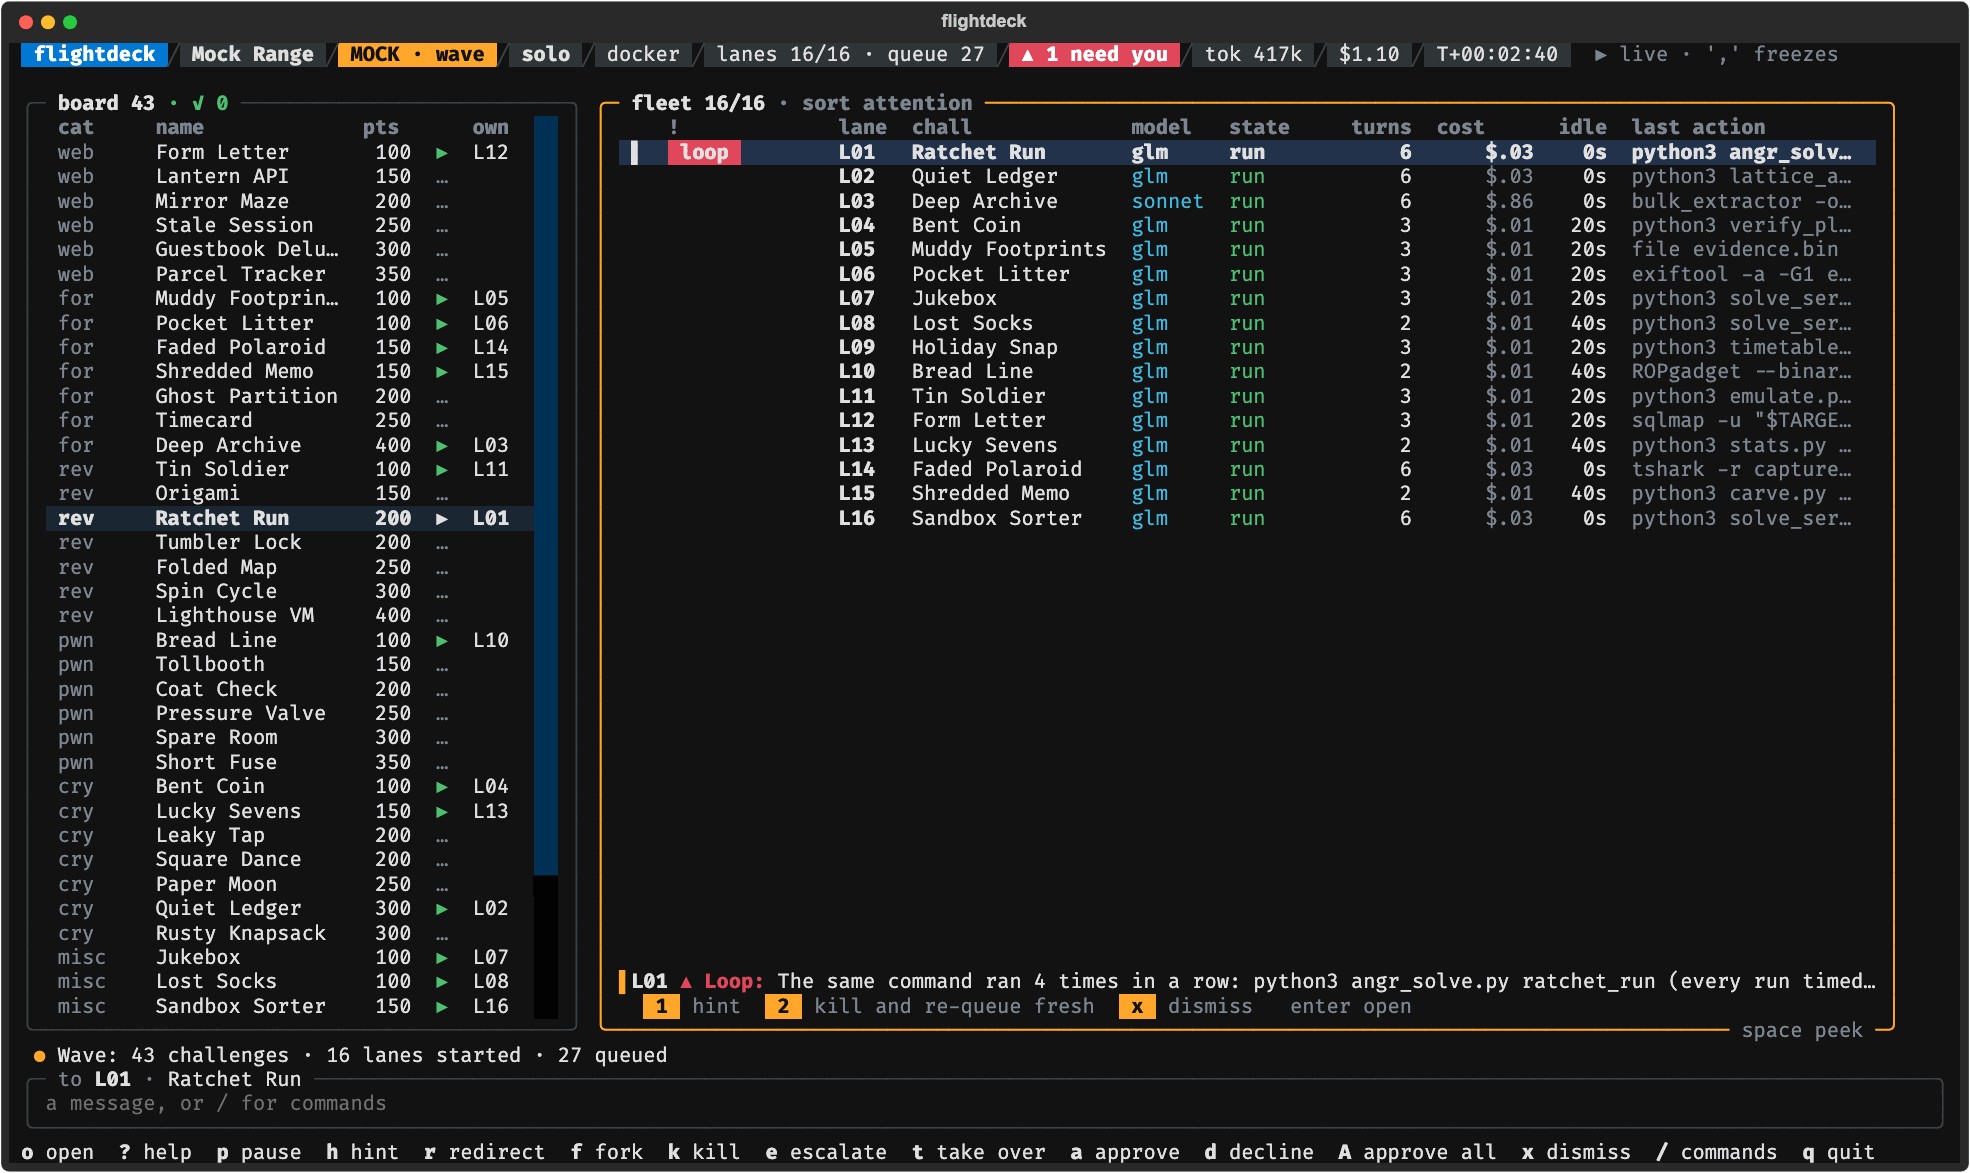 flightdeck
flightdeck / Mock Range / MOCK · wave / solo / docker / lanes 16/16 · queue 27 / ▲ 1 need you / tok 417k / $1.10 / T+00:02:40 ▶ live · ',' freezes
board 43 · √ 0
cat name pts own
web Form Letter 100 ▶ L12
web Lantern API 150 …
web Mirror Maze 200 …
web Stale Session 250 …
web Guestbook Delu… 300 …
web Parcel Tracker 350 …
for Muddy Footprin… 100 ▶ L05
for Pocket Litter 100 ▶ L06
for Faded Polaroid 150 ▶ L14
for Shredded Memo 150 ▶ L15
for Ghost Partition 200 …
for Timecard 250 …
for Deep Archive 400 ▶ L03
rev Tin Soldier 100 ▶ L11
rev Origami 150 …
rev Ratchet Run 200 ▶ L01
rev Tumbler Lock 200 …
rev Folded Map 250 …
rev Spin Cycle 300 …
rev Lighthouse VM 400 …
pwn Bread Line 100 ▶ L10
pwn Tollbooth 150 …
pwn Coat Check 200 …
pwn Pressure Valve 250 …
pwn Spare Room 300 …
pwn Short Fuse 350 …
cry Bent Coin 100 ▶ L04
cry Lucky Sevens 150 ▶ L13
cry Leaky Tap 200 …
cry Square Dance 200 …
cry Paper Moon 250 …
cry Quiet Ledger 300 ▶ L02
cry Rusty Knapsack 300 …
misc Jukebox 100 ▶ L07
misc Lost Socks 100 ▶ L08
misc Sandbox Sorter 150 ▶ L16
fleet 16/16 · sort attention
! lane chall model state turns cost idle last action
loop L01 Ratchet Run glm run 6 $.03 0s python3 angr_solv…
L02 Quiet Ledger glm run 6 $.03 0s python3 lattice_a…
L03 Deep Archive sonnet run 6 $.86 0s bulk_extractor -o…
L04 Bent Coin glm run 3 $.01 20s python3 verify_pl…
L05 Muddy Footprints glm run 3 $.01 20s file evidence.bin
L06 Pocket Litter glm run 3 $.01 20s exiftool -a -G1 e…
L07 Jukebox glm run 3 $.01 20s python3 solve_ser…
L08 Lost Socks glm run 2 $.01 40s python3 solve_ser…
L09 Holiday Snap glm run 3 $.01 20s python3 timetable…
L10 Bread Line glm run 2 $.01 40s ROPgadget --binar…
L11 Tin Soldier glm run 3 $.01 20s python3 emulate.p…
L12 Form Letter glm run 3 $.01 20s sqlmap -u "$TARGE…
L13 Lucky Sevens glm run 2 $.01 40s python3 stats.py …
L14 Faded Polaroid glm run 6 $.03 0s tshark -r capture…
L15 Shredded Memo glm run 2 $.01 40s python3 carve.py …
L16 Sandbox Sorter glm run 6 $.03 0s python3 solve_ser…
L01 ▲ Loop: The same command ran 4 times in a row: python3 angr_solve.py ratchet_run (every run timed…
1 hint 2 kill and re-queue fresh x dismiss enter open
space peek
● Wave: 43 challenges · 16 lanes started · 27 queued
to L01 · Ratchet Run
a message, or / for commands
o open ? help p pause h hint r redirect f fork k kill e escalate t take over a approve d decline A approve all x dismiss / commands q quit